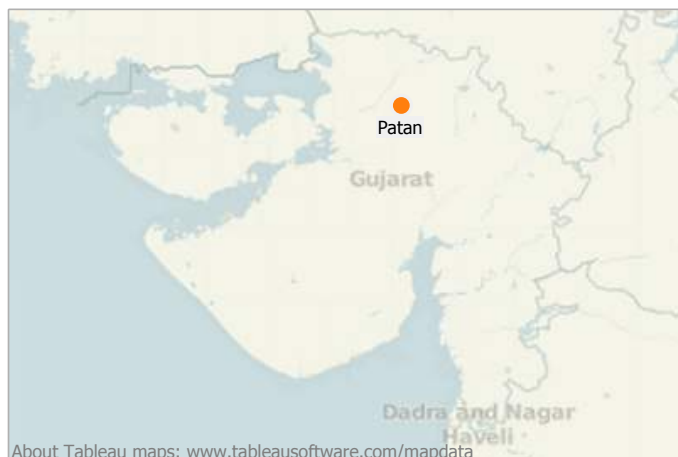 Patan
Gujarat
Dadra and Nagar
Haveli
About Tableau maps: www.tableausoftware.com/mapdata